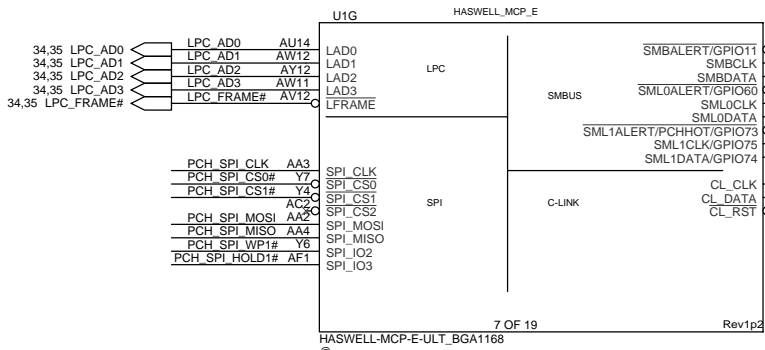 U1G HASWELL_MCP_E
34,35 LPC_AD0 LPC_AD0 AU14 LAD0
34,35 LPC_AD1 LPC_AD1 AW12 LAD1
34,35 LPC_AD2 LPC_AD2 AY12 LAD2
34,35 LPC_AD3 LPC_AD3 AW11 LAD3
34,35 LPC_FRAME# LPC_FRAME# AV12 LFRAME
LPC
SMBUS
SMBALERT/GPIO11
SMBCLK
SMBDATA
SML0ALERT/GPIO60
SML0CLK
SML0DATA
SML1ALERT/PCHHOT/GPIO73
SML1CLK/GPIO75
SML1DATA/GPIO74
PCH_SPI_CLK AA3 SPI_CLK
PCH_SPI_CS0# Y7 SPI_CS0
PCH_SPI_CS1# Y4 SPI_CS1
AC2 SPI_CS2
PCH_SPI_MOSI AA2 SPI_MOSI
PCH_SPI_MISO AA4 SPI_MISO
PCH_SPI_WP1# Y6 SPI_IO2
PCH_SPI_HOLD1# AF1 SPI_IO3
SPI
C-LINK
CL_CLK
CL_DATA
CL_RST
7 OF 19 Rev1p2
HASWELL-MCP-E-ULT_BGA1168